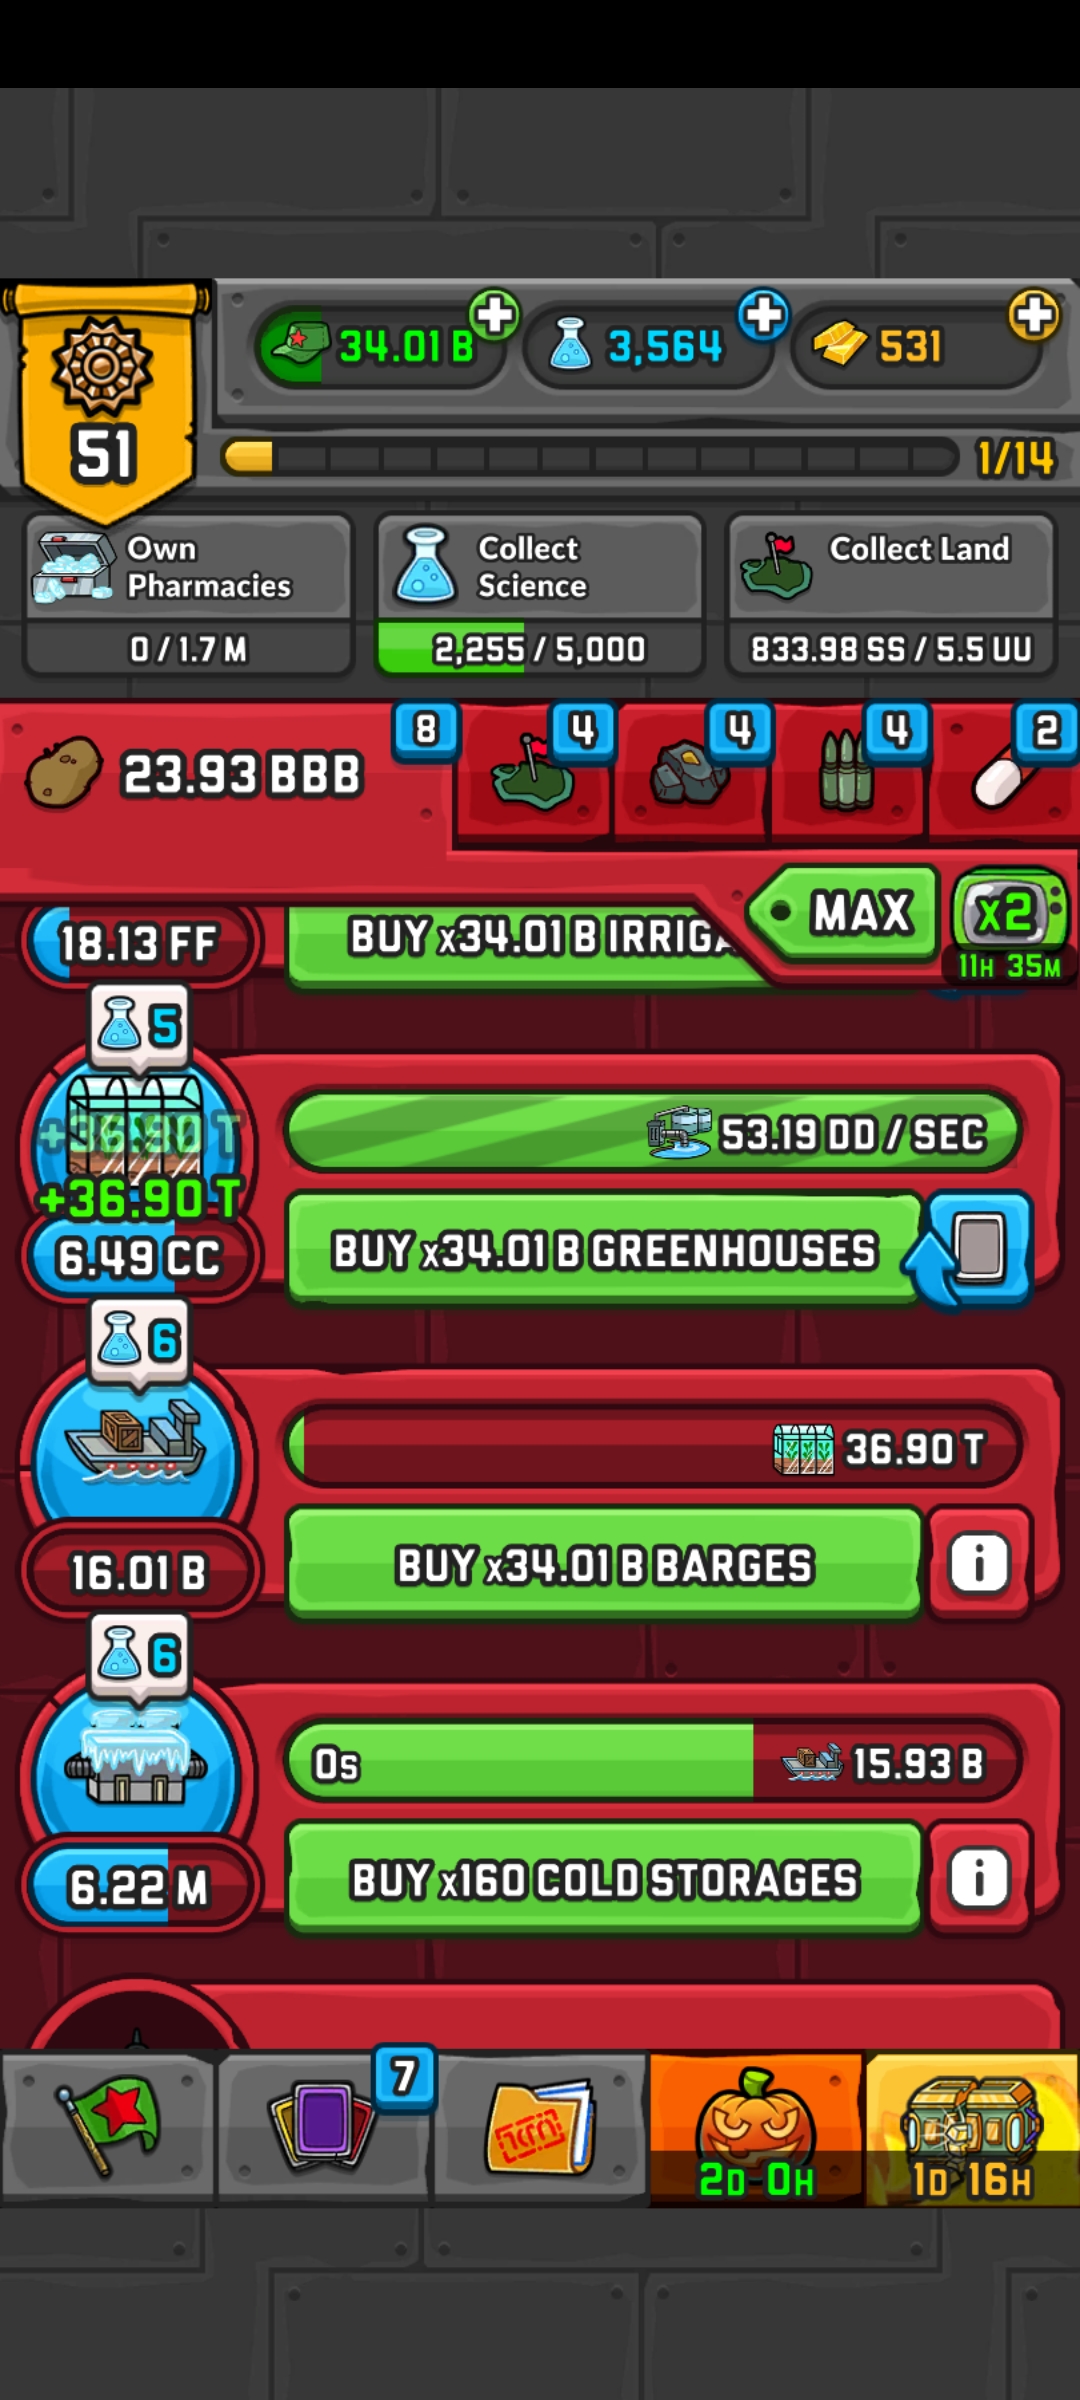 34.01 B
3,564
531
51
1/14
Own
Pharmacies
0 / 1.7 M
Collect
Science
2,255 / 5,000
Collect Land
833.98 SS / 5.5 UU
23.93 BBB
8
4
4
4
2
MAX
x2
11H 35M
18.13 FF
BUY x34.01 B IRRIGA
5
+36.90 T
+36.90 T
6.49 CC
53.19 DD / SEC
BUY x34.01 B GREENHOUSES
6
36.90 T
16.01 B
BUY x34.01 B BARGES
i
6
0s
15.93 B
6.22 M
BUY x160 COLD STORAGES
i
7
2D 0H
1D 16H